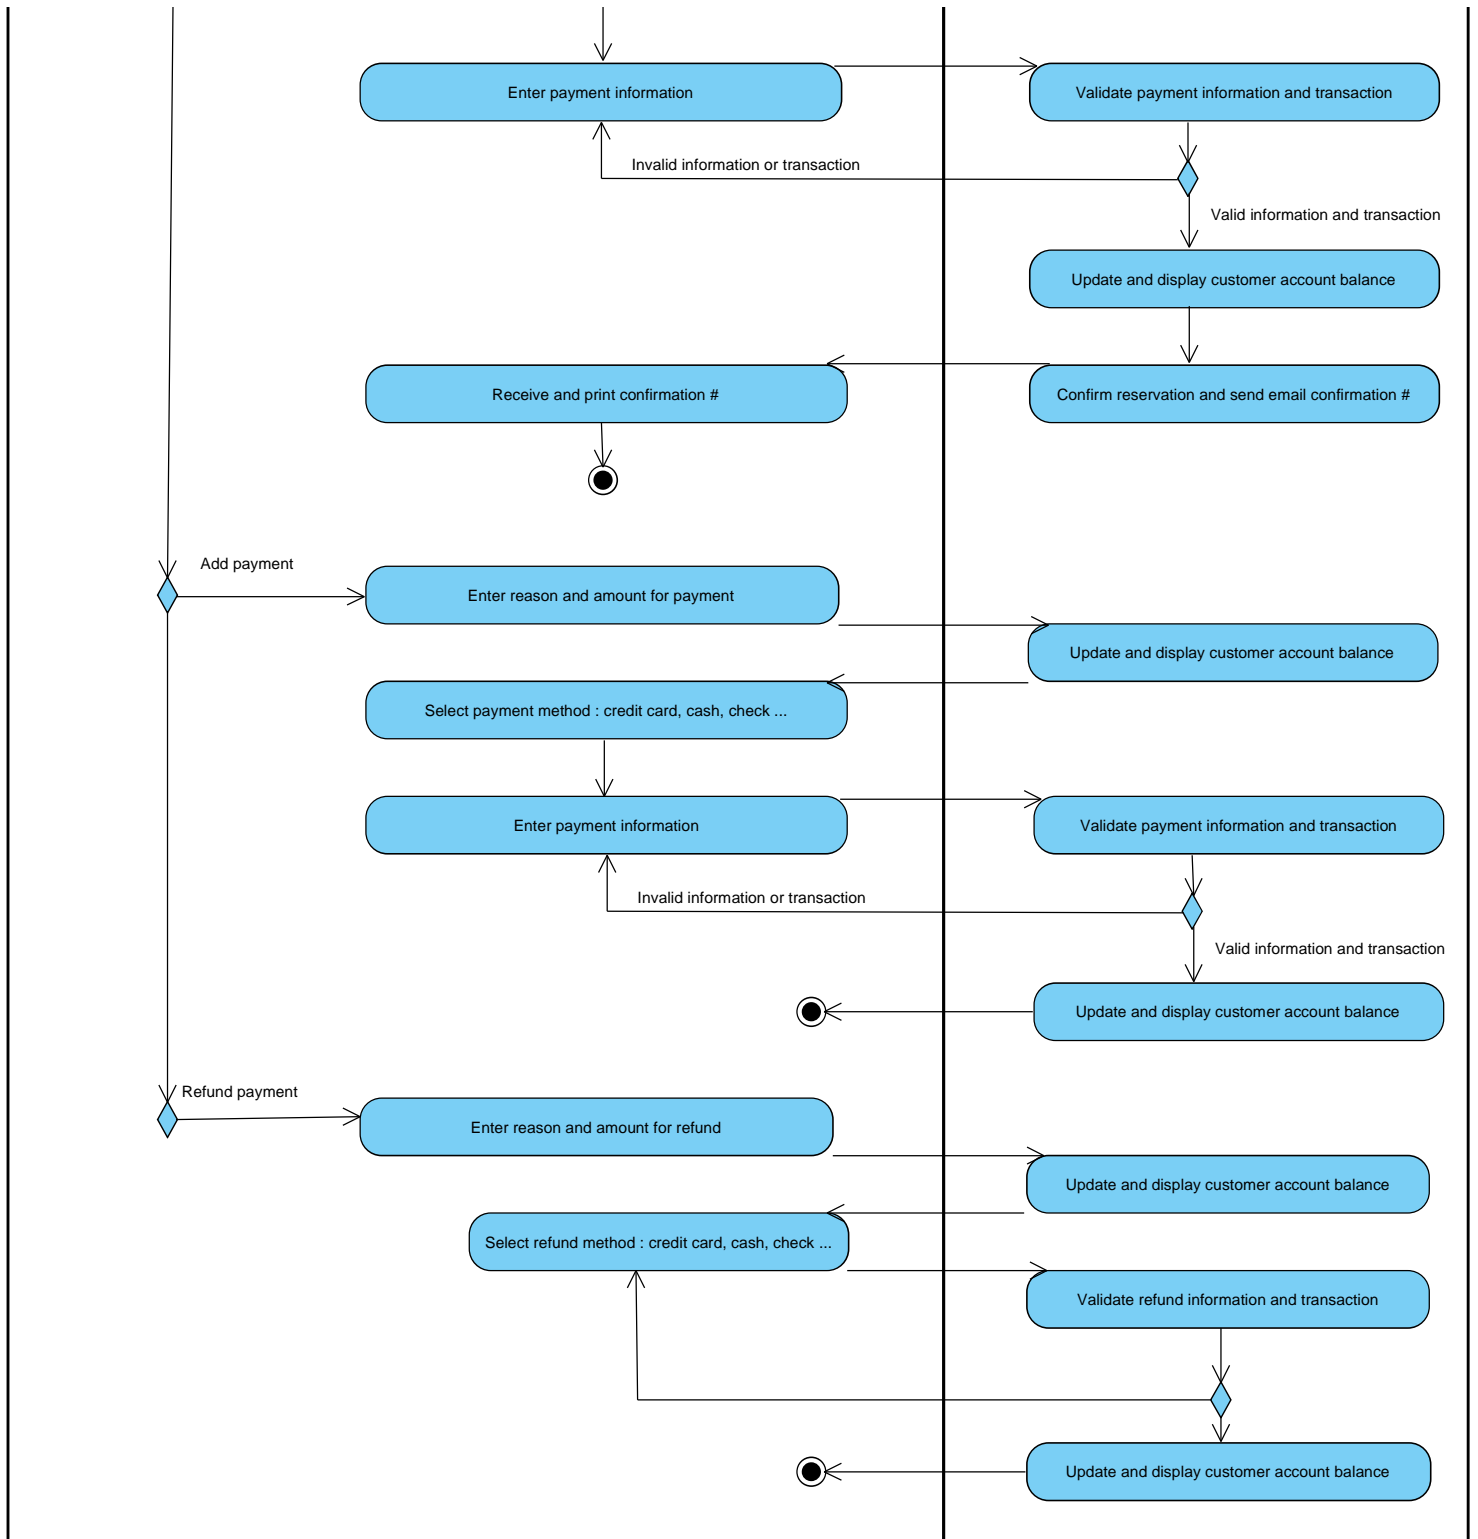 Enter payment information
Validate payment information and transaction
Invalid information or transaction
Valid information and transaction
Update and display customer account balance
Receive and print confirmation #
Confirm reservation and send email confirmation #
Add payment
Enter reason and amount for payment
Update and display customer account balance
Select payment method : credit card, cash, check ...
Enter payment information
Validate payment information and transaction
Invalid information or transaction
Valid information and transaction
Update and display customer account balance
Refund payment
Enter reason and amount for refund
Update and display customer account balance
Select refund method : credit card, cash, check ...
Validate refund information and transaction
Update and display customer account balance